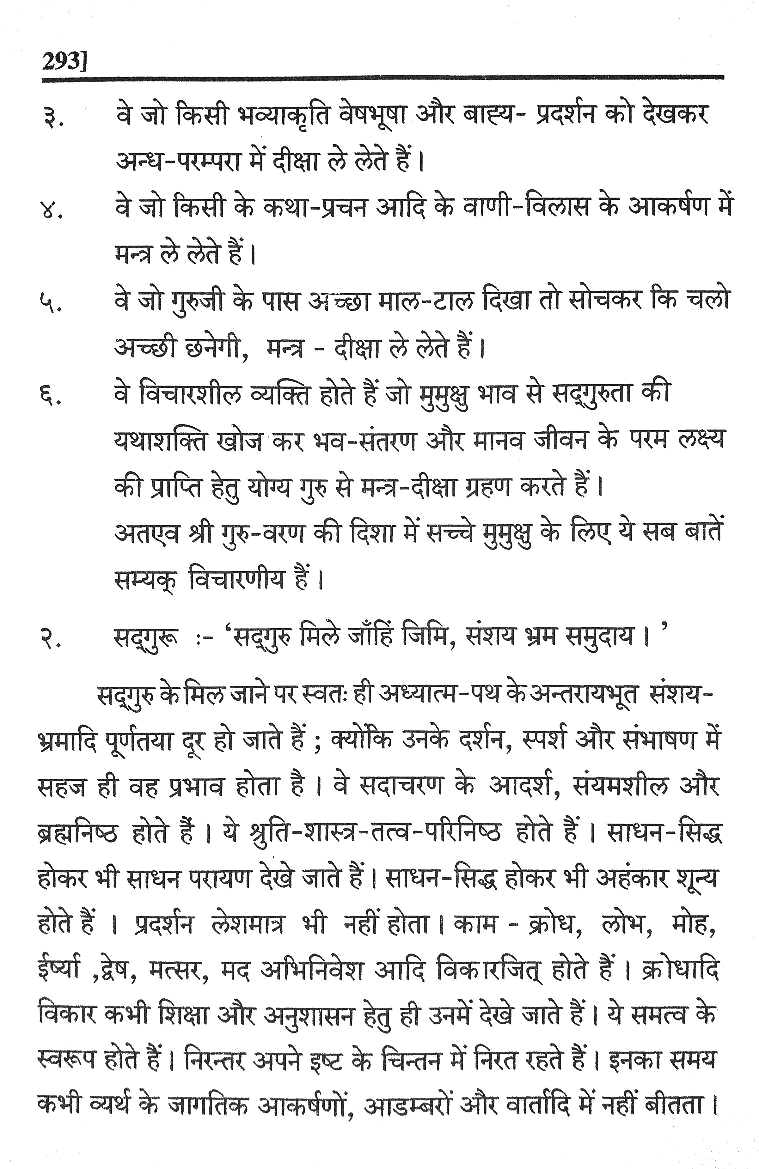 293]
३. वे जो किसी भव्याकृति वेषभूषा और बाह्य- प्रदर्शन को देखकर
अन्ध-परम्परा में दीक्षा ले लेते हैं।
४. वे जो किसी के कथा-प्रचन आदि के वाणी-विलास के आकर्षण में
मन्त्र ले लेते हैं।
५. वे जो गुरुजी के पास अच्छा माल-टाल दिखा तो सोचकर कि चलो
अच्छी छनेगी, मन्त्र - दीक्षा ले लेते हैं।
६. वे विचारशील व्यक्ति होते हैं जो मुमुक्षु भाव से सद्‌गुरुता की
यथाशक्ति खोज कर भव-संतरण और मानव जीवन के परम लक्ष्य
की प्राप्ति हेतु योग्य गुरु से मन्त्र-दीक्षा ग्रहण करते हैं।
अतएव श्री गुरु-वरण की दिशा में सच्चे मुमुक्षु के लिए ये सब बातें
सम्यक् विचारणीय हैं।
२. सद्‌गुरू :- ‘सद्‌गुरु मिले जाँहिं जिमि, संशय भ्रम समुदाय। ’
सद्‌गुरु के मिल जाने पर स्वतः ही अध्यात्म-पथ के अन्तरायभूत संशय-
भ्रमादि पूर्णतया दूर हो जाते हैं ; क्योंकि उनके दर्शन, स्पर्श और संभाषण में
सहज ही वह प्रभाव होता है । वे सदाचरण के आदर्श, संयमशील और
ब्रह्मनिष्ठ होते हैं । ये श्रुति-शास्त्र-तत्व-परिनिष्ठ होते हैं । साधन-सिद्ध
होकर भी साधन परायण देखे जाते हैं। साधन-सिद्ध होकर भी अहंकार शून्य
होते हैं । प्रदर्शन लेशमात्र भी नहीं होता। काम - क्रोध, लोभ, मोह,
ईर्ष्या ,द्वेष, मत्सर, मद अभिनिवेश आदि विकारजित् होते हैं । क्रोधादि
विकार कभी शिक्षा और अनुशासन हेतु ही उनमें देखे जाते हैं। ये समत्व के
स्वरूप होते हैं। निरन्तर अपने इष्ट के चिन्तन में निरत रहते हैं। इनका समय
कभी व्यर्थ के जागतिक आकर्षणों, आडम्बरों और वार्तादि में नहीं बीतता।